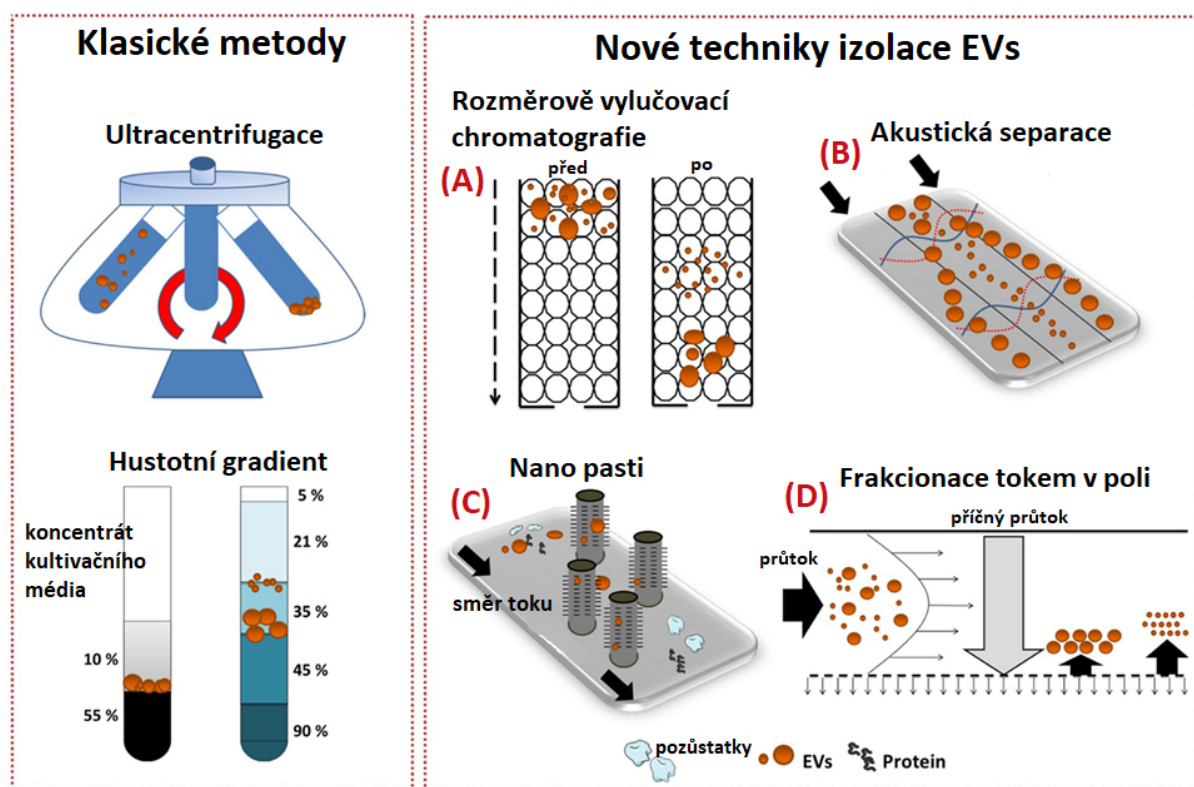 Klasické metody
Ultracentrifugace
Hustotní gradient
koncentrát
kultivačního
média
10 %
55 %
5 %
21 %
35 %
45 %
90 %
Nové techniky izolace EVs
Rozměrově vylučovací
chromatografie
(A)
před
po
(B)
Akustická separace
(C)
Nano pasti
směr toku
(D)
Frakcionace tokem v poli
příčný průtok
průtok
pozůstatky
EVs
Protein